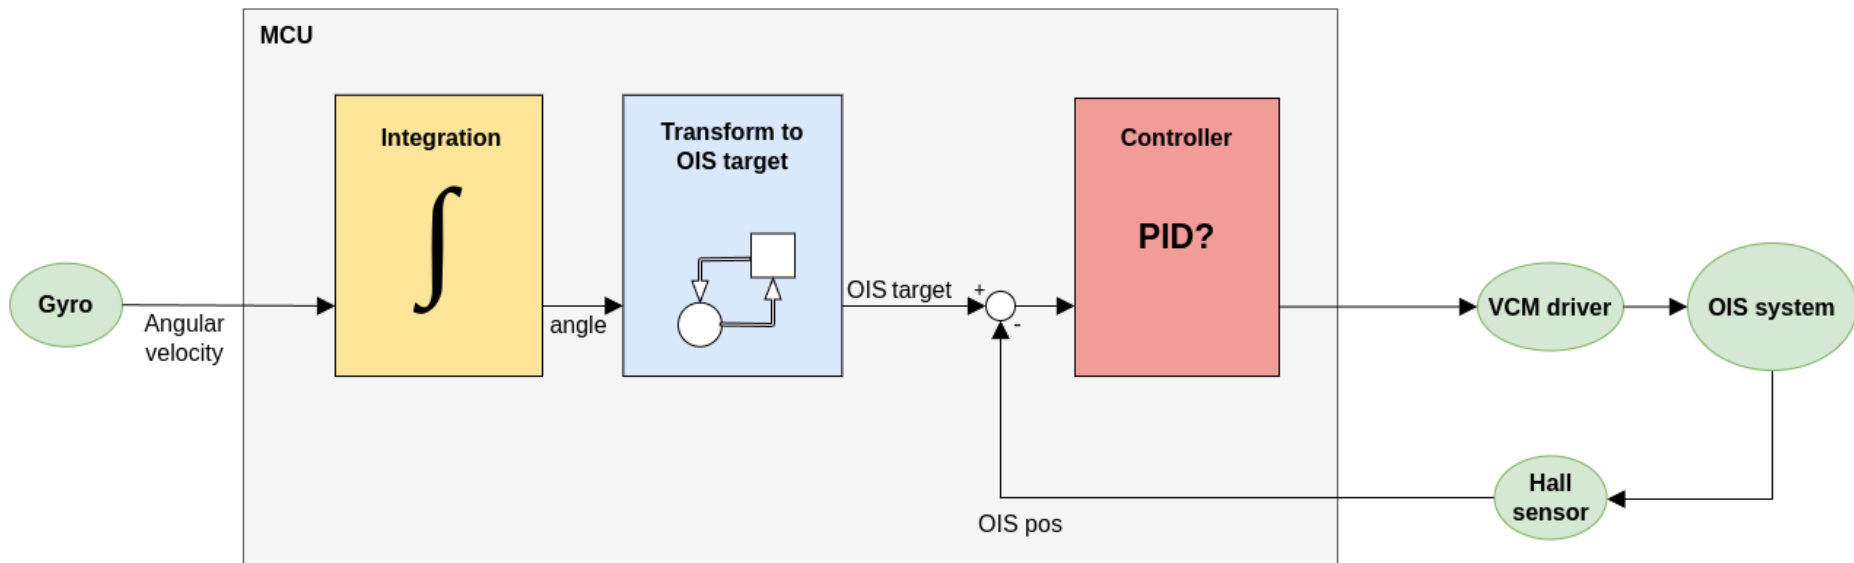 MCU
Integration
∫
Transform to
OIS target
Controller
PID?
Gyro
Angular
velocity
angle
OIS target
+
-
VCM driver
OIS system
Hall
sensor
OIS pos